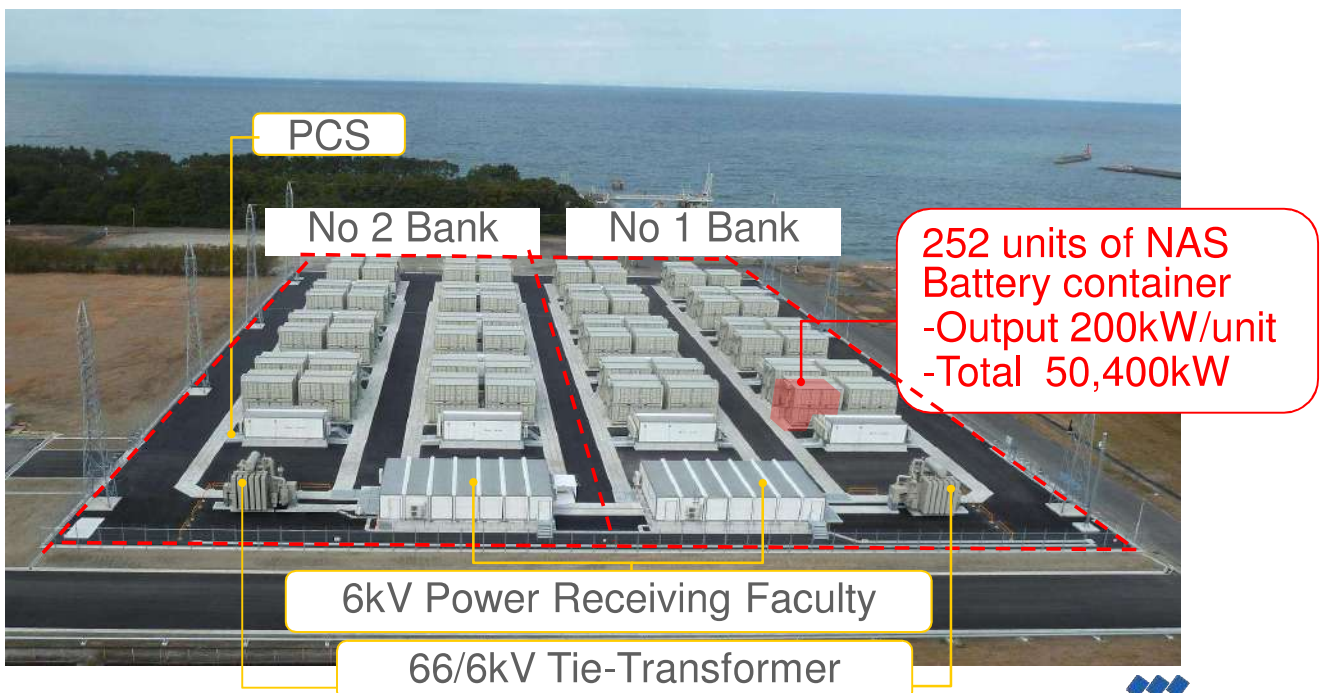 PCS
No 2 Bank
No 1 Bank
252 units of NAS
Battery container
-Output 200kW/unit
-Total 50,400kW
6kV Power Receiving Faculty
66/6kV Tie-Transformer